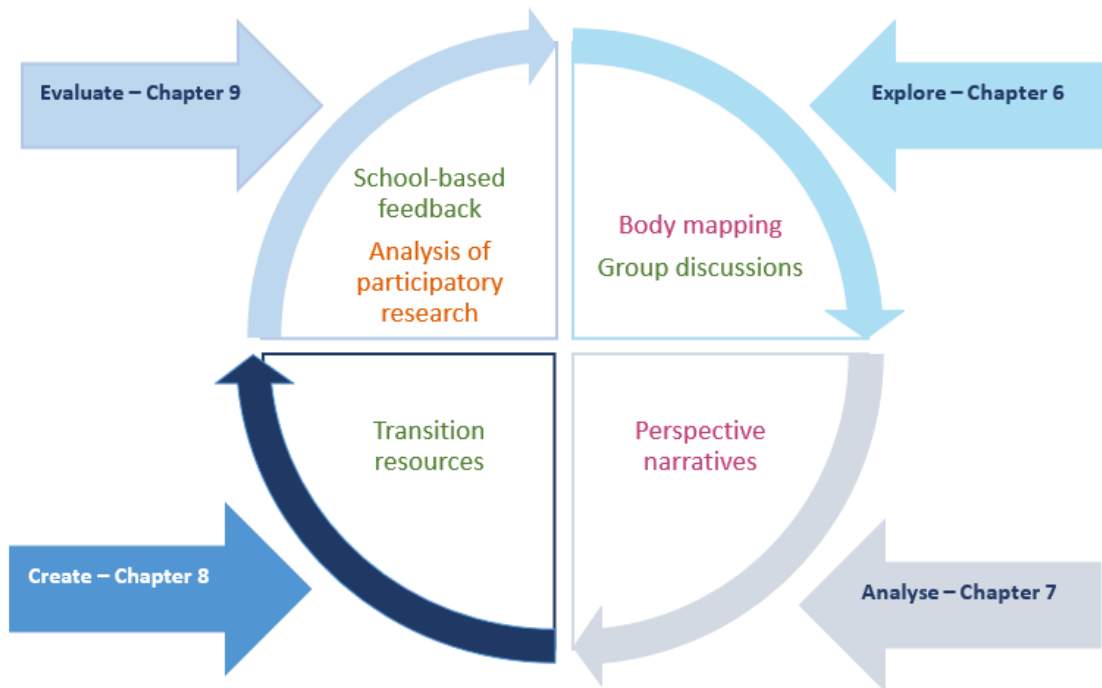 Evaluate – Chapter 9
Explore – Chapter 6
School-based
feedback
Analysis of
participatory
research
Body mapping
Group discussions
Transition
resources
Perspective
narratives
Create – Chapter 8
Analyse – Chapter 7